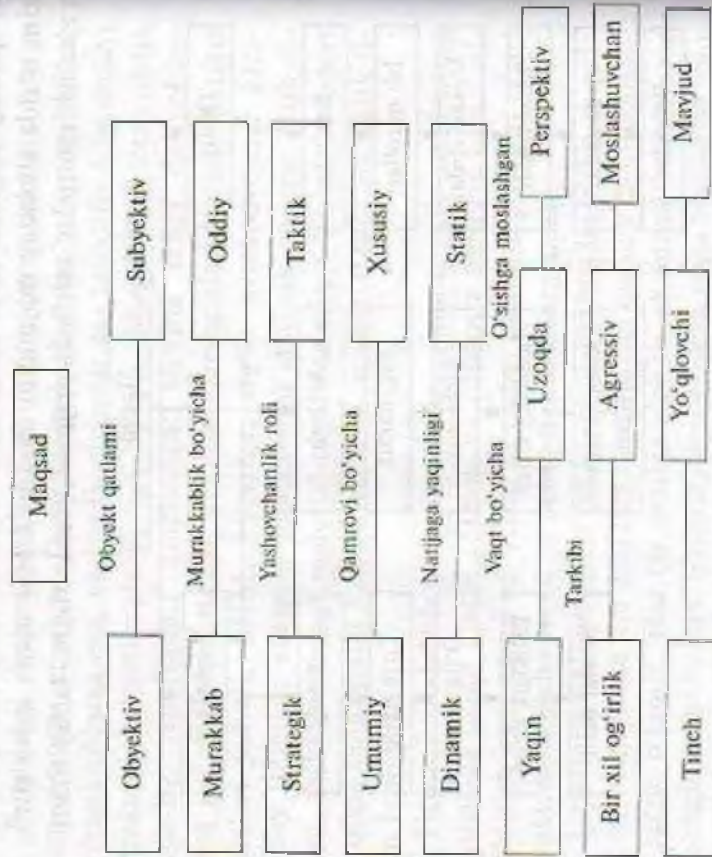 Maqsad
Obyekt qatlami
Obyektiv
Subyektiv
Murakkablik bo‘yicha
Murakkab
Oddiy
Yashovchanlik roli
Strategik
Taktik
Qamrovi bo‘yicha
Umumiy
Xususiy
Natijaga yaqinligi
Dinamik
Statik
Vaqt bo‘yicha
O‘sishga moslashgan
Yaqin
Uzoqda
Perspektiv
Tarkibi
Bir xil og‘irlik
Agressiv
Moslashuvchan
Tinch
Yo‘qlovchi
Mavjud